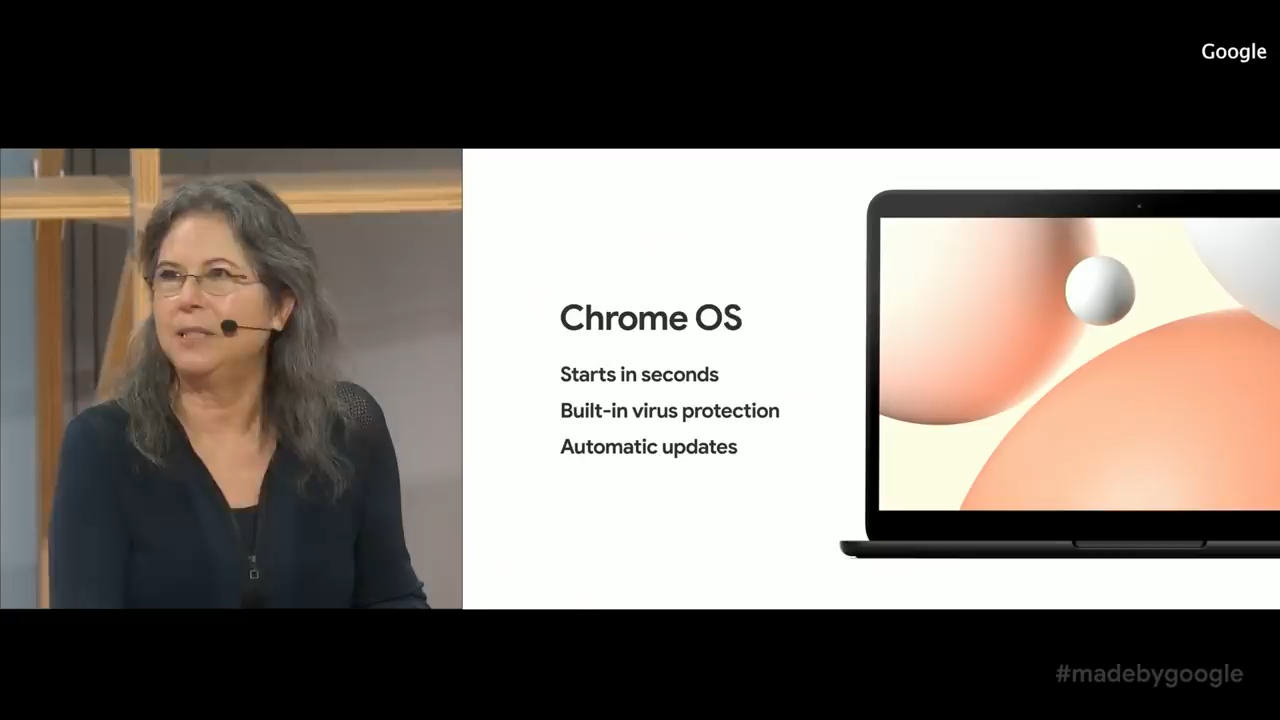 Google
Chrome OS
Starts in seconds
Built-in virus protection
Automatic updates
#madebygoogle